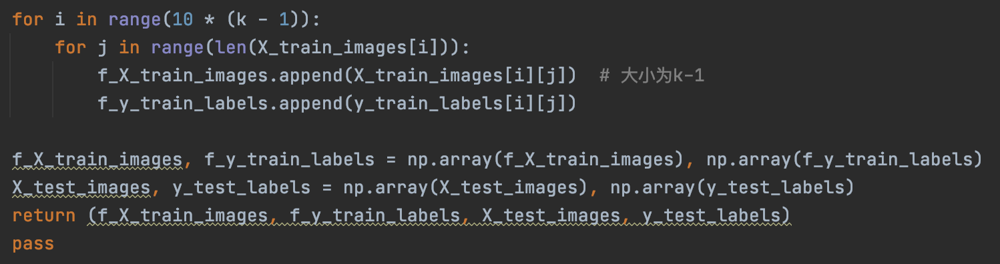 for i in range(10 * (k - 1)):
    for j in range(len(X_train_images[i])):
        f_X_train_images.append(X_train_images[i][j])  # 大小为k-1
        f_y_train_labels.append(y_train_labels[i][j])
f_X_train_images, f_y_train_labels = np.array(f_X_train_images), np.array(f_y_train_labels)
X_test_images, y_test_labels = np.array(X_test_images), np.array(y_test_labels)
return (f_X_train_images, f_y_train_labels, X_test_images, y_test_labels)
pass